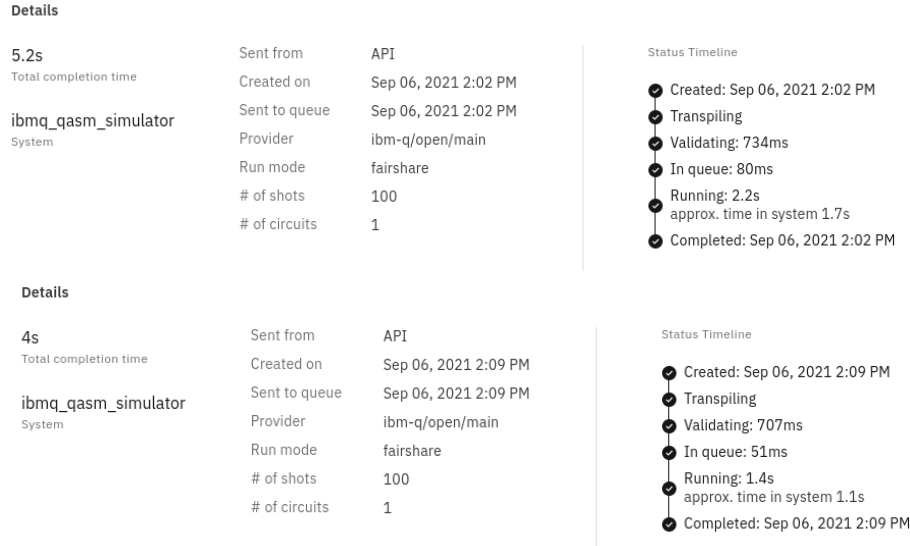 Details
5.2s
Total completion time
ibmq_qasm_simulator
System
Sent from API
Created on Sep 06, 2021 2:02 PM
Sent to queue Sep 06, 2021 2:02 PM
Provider ibm-q/open/main
Run mode fairshare
# of shots 100
# of circuits 1
Status Timeline
Created: Sep 06, 2021 2:02 PM
Transpiling
Validating: 734ms
In queue: 80ms
Running: 2.2s
approx. time in system 1.7s
Completed: Sep 06, 2021 2:02 PM
Details
4s
Total completion time
ibmq_qasm_simulator
System
Sent from API
Created on Sep 06, 2021 2:09 PM
Sent to queue Sep 06, 2021 2:09 PM
Provider ibm-q/open/main
Run mode fairshare
# of shots 100
# of circuits 1
Status Timeline
Created: Sep 06, 2021 2:09 PM
Transpiling
Validating: 707ms
In queue: 51ms
Running: 1.4s
approx. time in system 1.1s
Completed: Sep 06, 2021 2:09 PM